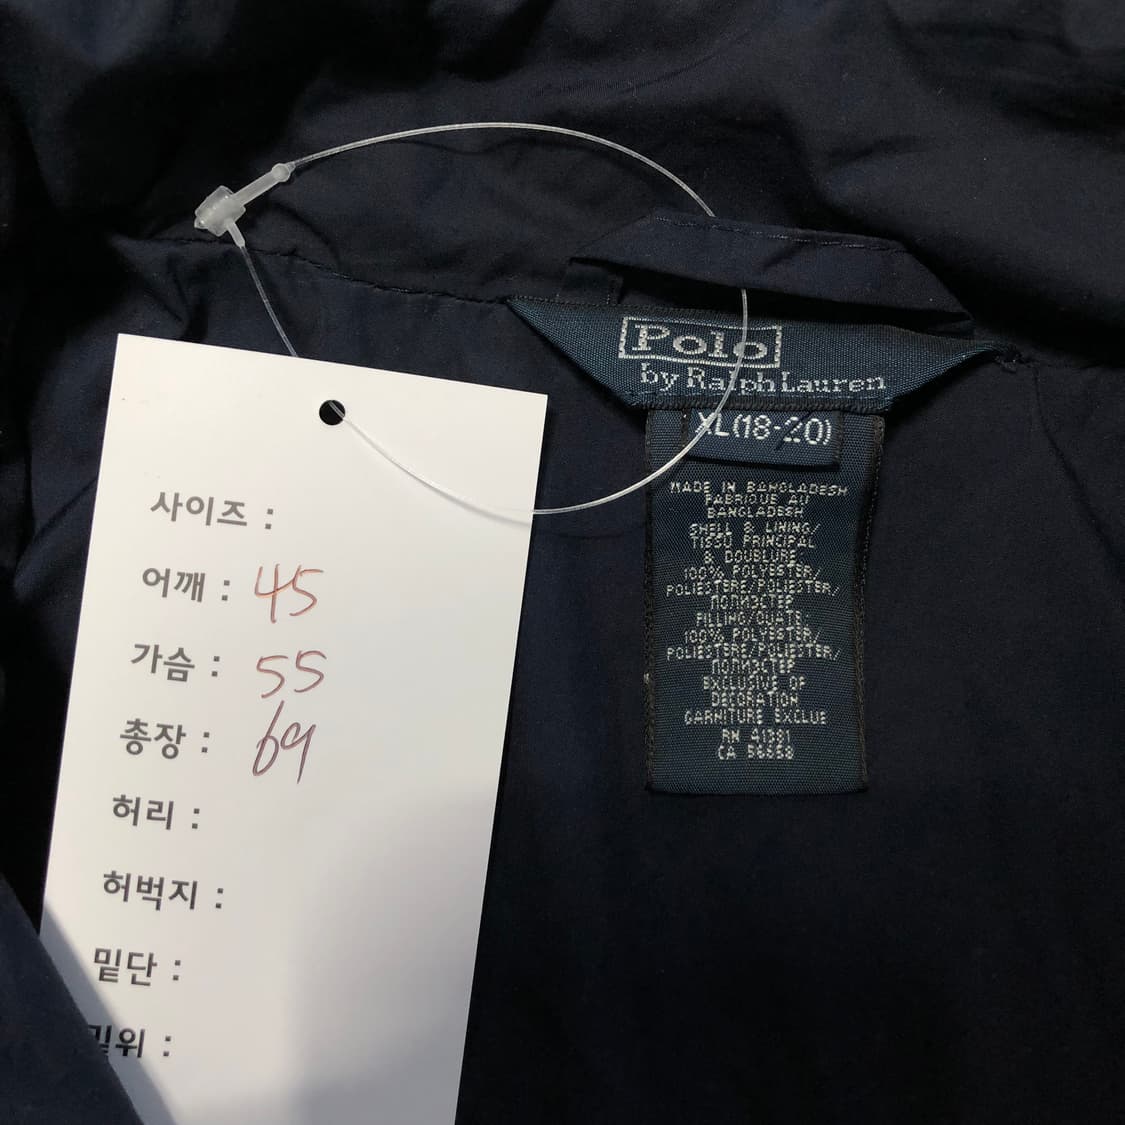 사이즈 :
어깨 : 45
가슴 : 55
총장 : 69
허리 :
허벅지 :
밑단 :
밑위 :
Polo
by Ralph Lauren
XL(18-20)
MADE IN BANGLADESH
FABRIQUE AU
BANGLADESH
SHELL & LINING/
TISSU PRINCIPAL
& DOUBLURE:
100% POLYESTER/
POLIESTERE/POLIESTER/
ПОЛИЭСТЕР
FILLING/OUATE:
100% POLYESTER/
POLIESTERE/POLIESTER/
ПОЛИЭСТЕР
EXCLUSIVE OF
DECORATION
GARNITURE EXCLUE
RN 41381
CA 56558